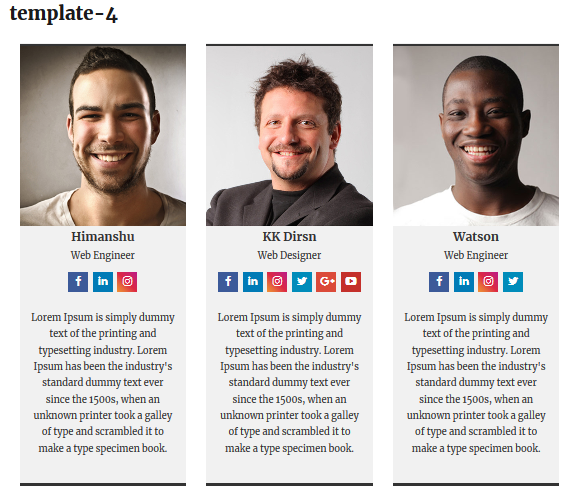 template-4
Himanshu
Web Engineer
f in
Lorem Ipsum is simply dummy
text of the printing and
typesetting industry. Lorem
Ipsum has been the industry's
standard dummy text ever
since the 1500s, when an
unknown printer took a galley
of type and scrambled it to
make a type specimen book.
KK Dirsn
Web Designer
f in G+
Lorem Ipsum is simply dummy
text of the printing and
typesetting industry. Lorem
Ipsum has been the industry's
standard dummy text ever
since the 1500s, when an
unknown printer took a galley
of type and scrambled it to
make a type specimen book.
Watson
Web Engineer
f in
Lorem Ipsum is simply dummy
text of the printing and
typesetting industry. Lorem
Ipsum has been the industry's
standard dummy text ever
since the 1500s, when an
unknown printer took a galley
of type and scrambled it to
make a type specimen book.